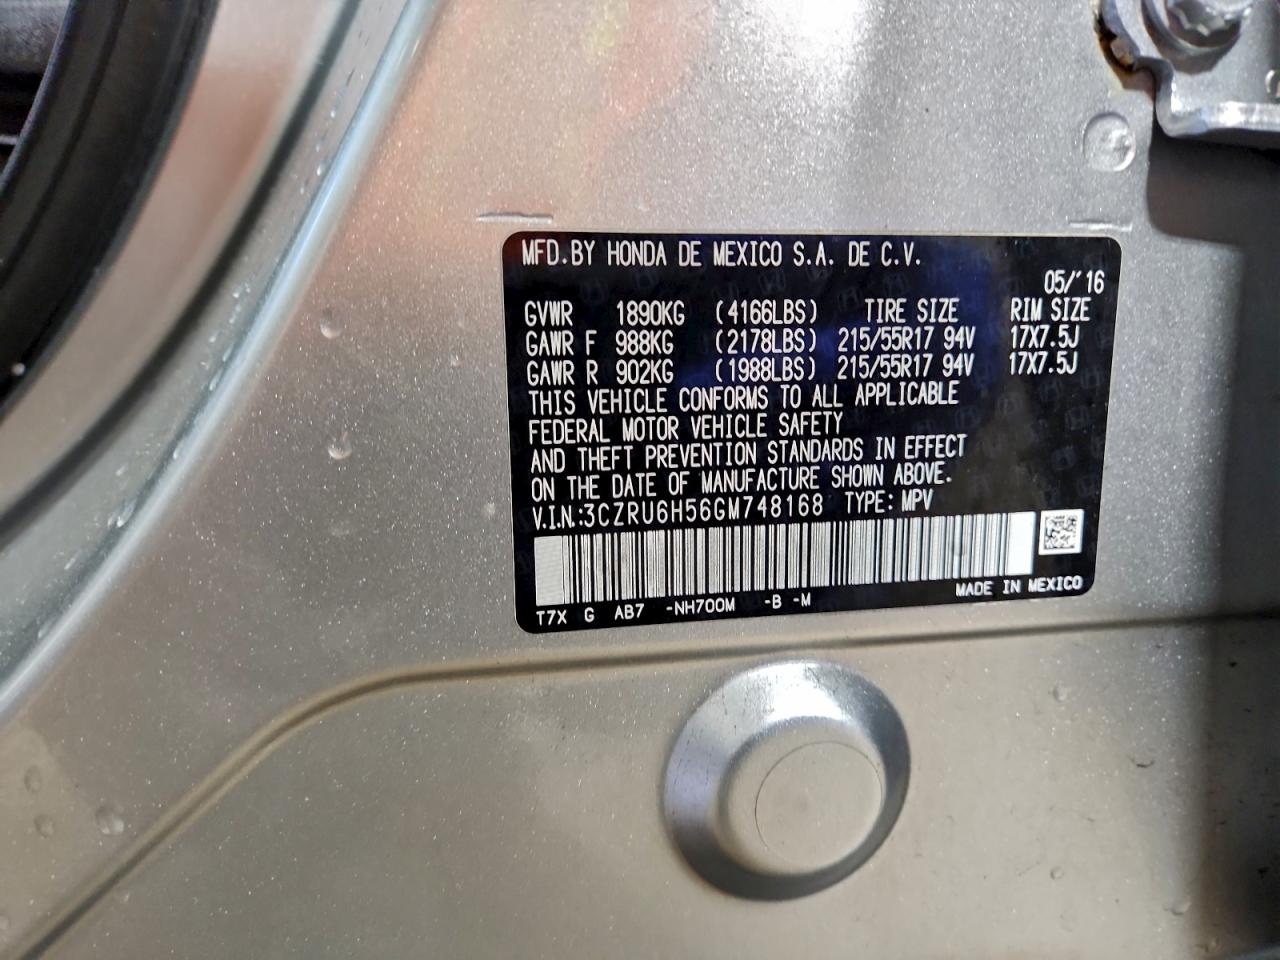 MFD.BY HONDA DE MEXICO S.A. DE C.V.
05/'16
GVWR 1890KG (4166LBS) TIRE SIZE RIM SIZE
GAWR F 988KG (2178LBS) 215/55R17 94V 17X7.5J
GAWR R 902KG (1988LBS) 215/55R17 94V 17X7.5J
THIS VEHICLE CONFORMS TO ALL APPLICABLE
FEDERAL MOTOR VEHICLE SAFETY
AND THEFT PREVENTION STANDARDS IN EFFECT
ON THE DATE OF MANUFACTURE SHOWN ABOVE.
V.I.N.:3CZRU6H56GM748168 TYPE: MPV
MADE IN MEXICO
T7X G AB7 -NH700M -B -M